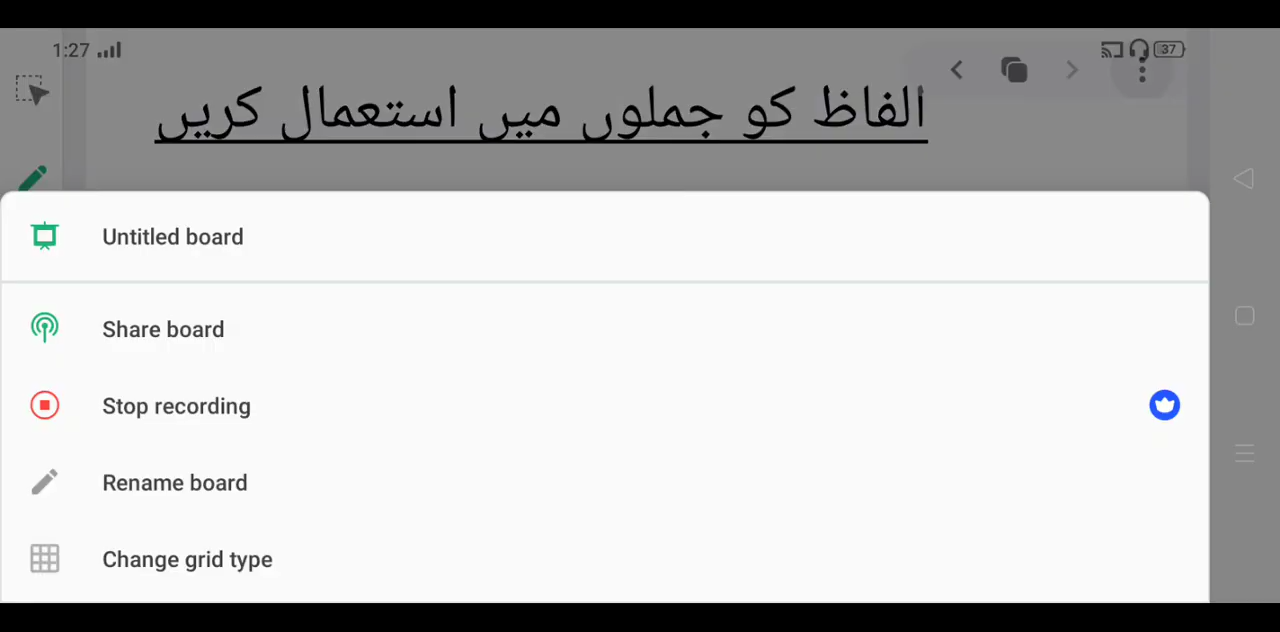 1:27
37
الفاظ کو جملوں میں استعمال کریں
Untitled board
Share board
Stop recording
Rename board
Change grid type